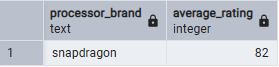 processor_brand average_rating
text integer
1 snapdragon 82